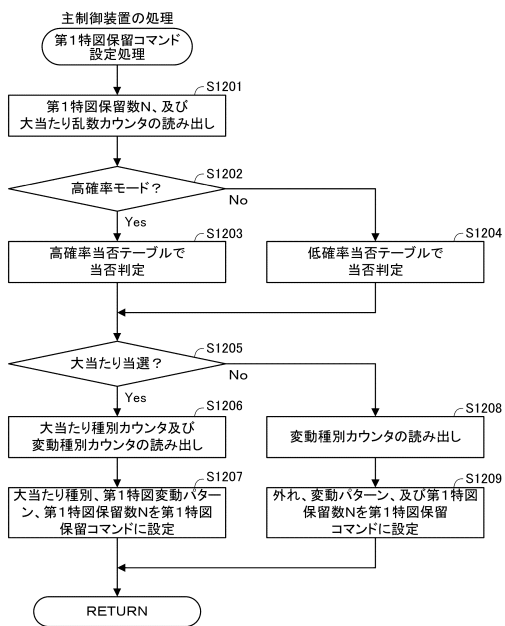 主制御装置の処理
第1特図保留コマンド
設定処理
S1201
第1特図保留数N、及び
大当たり乱数カウンタの読み出し
S1202
高確率モード?
No
Yes
S1203
高確率当否テーブルで
当否判定
S1204
低確率当否テーブルで
当否判定
S1205
大当たり当選?
No
Yes
S1206
大当たり種別カウンタ及び
変動種別カウンタの読み出し
S1208
変動種別カウンタの読み出し
S1207
大当たり種別、第1特図変動パター
ン、第1特図保留数Nを第1特図
保留コマンドに設定
S1209
外れ、変動パターン、及び第1特図
保留数Nを第1特図保留
コマンドに設定
RETURN